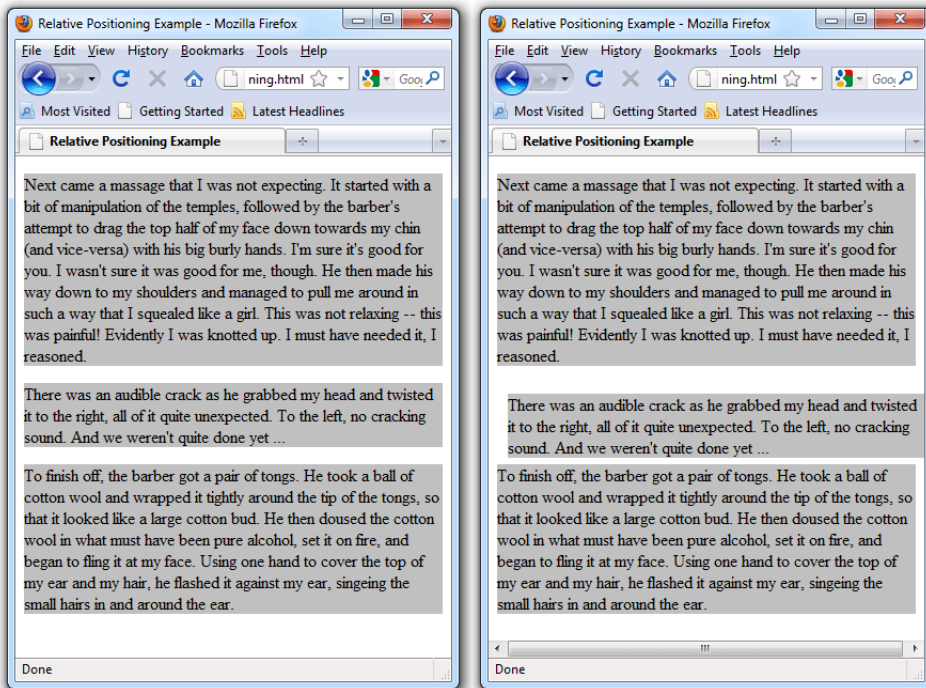 Relative Positioning Example - Mozilla Firefox
File Edit View History Bookmarks Tools Help
ning.html
Most Visited Getting Started Latest Headlines
Relative Positioning Example
Next came a massage that I was not expecting. It started with a
bit of manipulation of the temples, followed by the barber's
attempt to drag the top half of my face down towards my chin
(and vice-versa) with his big burly hands. I'm sure it's good for
you. I wasn't sure it was good for me, though. He then made his
way down to my shoulders and managed to pull me around in
such a way that I squealed like a girl. This was not relaxing -- this
was painful! Evidently I was knotted up. I must have needed it, I
reasoned.
There was an audible crack as he grabbed my head and twisted
it to the right, all of it quite unexpected. To the left, no cracking
sound. And we weren't quite done yet ...
To finish off, the barber got a pair of tongs. He took a ball of
cotton wool and wrapped it tightly around the tip of the tongs, so
that it looked like a large cotton bud. He then doused the cotton
wool in what must have been pure alcohol, set it on fire, and
began to fling it at my face. Using one hand to cover the top of
my ear and my hair, he flashed it against my ear, singeing the
small hairs in and around the ear.
Done
Relative Positioning Example - Mozilla Firefox
File Edit View History Bookmarks Tools Help
ning.html
Most Visited Getting Started Latest Headlines
Relative Positioning Example
Next came a massage that I was not expecting. It started with a
bit of manipulation of the temples, followed by the barber's
attempt to drag the top half of my face down towards my chin
(and vice-versa) with his big burly hands. I'm sure it's good for
you. I wasn't sure it was good for me, though. He then made his
way down to my shoulders and managed to pull me around in
such a way that I squealed like a girl. This was not relaxing -- this
was painful! Evidently I was knotted up. I must have needed it, I
reasoned.
There was an audible crack as he grabbed my head and twisted
it to the right, all of it quite unexpected. To the left, no cracking
sound. And we weren't quite done yet ...
To finish off, the barber got a pair of tongs. He took a ball of
cotton wool and wrapped it tightly around the tip of the tongs, so
that it looked like a large cotton bud. He then doused the cotton
wool in what must have been pure alcohol, set it on fire, and
began to fling it at my face. Using one hand to cover the top of
my ear and my hair, he flashed it against my ear, singeing the
small hairs in and around the ear.
Done